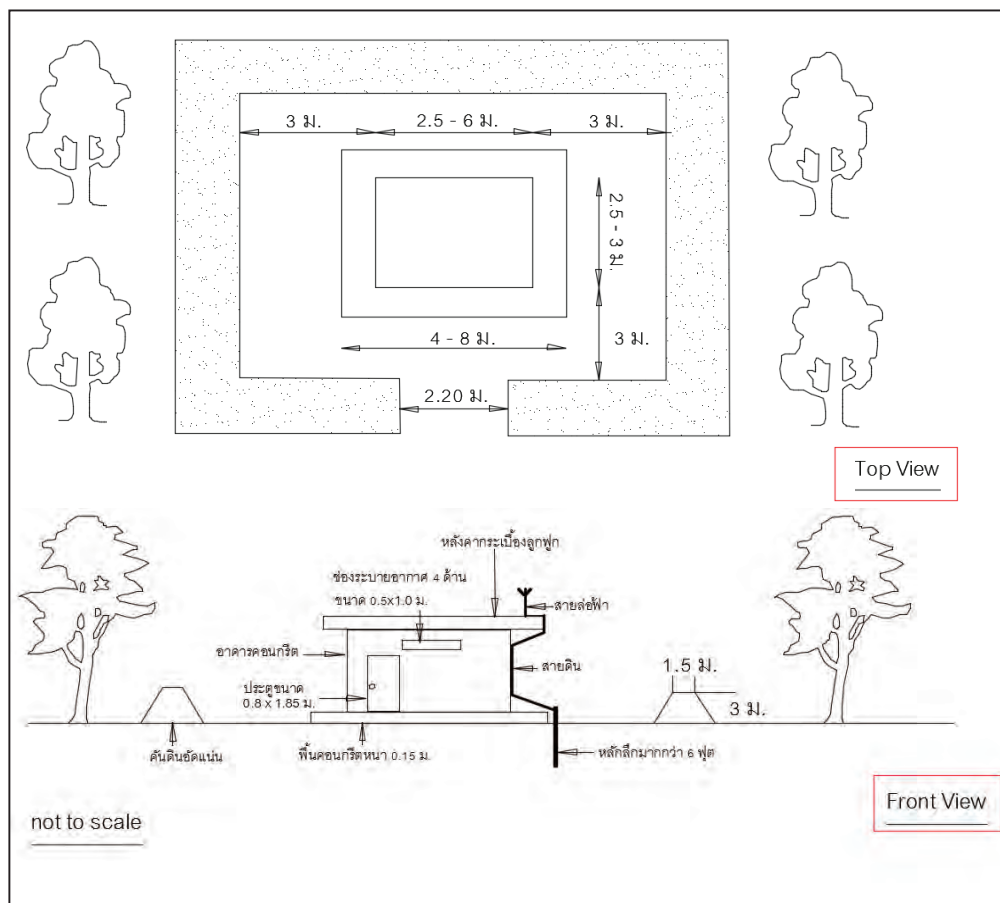 3 ม.
2.5 - 6 ม.
3 ม.
2.5 - 3 ม.
4 - 8 ม.
3 ม.
2.20 ม.
Top View
หลังคากระเบื้องลูกฟูก
ช่องระบายอากาศ 4 ด้าน
ขนาด 0.5x1.0 ม.
สายล่อฟ้า
อาคารคอนกรีต
สายดิน
1.5 ม.
ประตูขนาด
0.8 x 1.85 ม.
3 ม.
คันดินอัดแน่น
พื้นคอนกรีตหนา 0.15 ม.
หลักลึกมากกว่า 6 ฟุต
Front View
not to scale